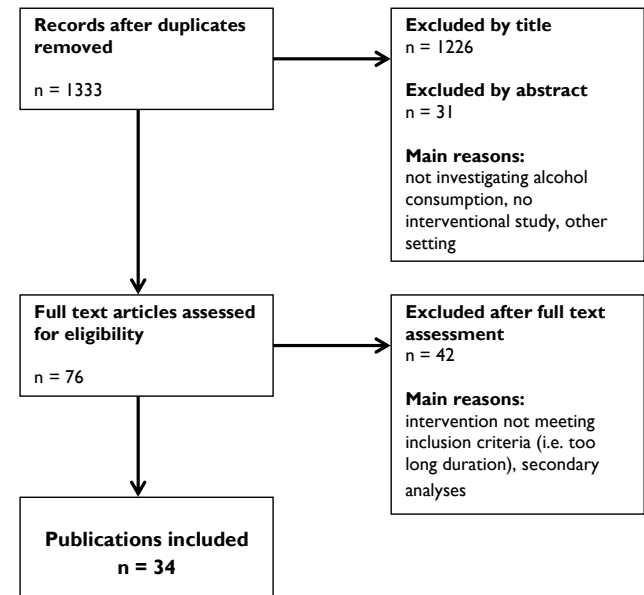 Records after duplicates
removed
n = 1333
Excluded by title
n = 1226
Excluded by abstract
n = 31
Main reasons:
not investigating alcohol
consumption, no
interventional study, other
setting
Full text articles assessed
for eligibility
n = 76
Excluded after full text
assessment
n = 42
Main reasons:
intervention not meeting
inclusion criteria (i.e. too
long duration), secondary
analyses
Publications included
n = 34